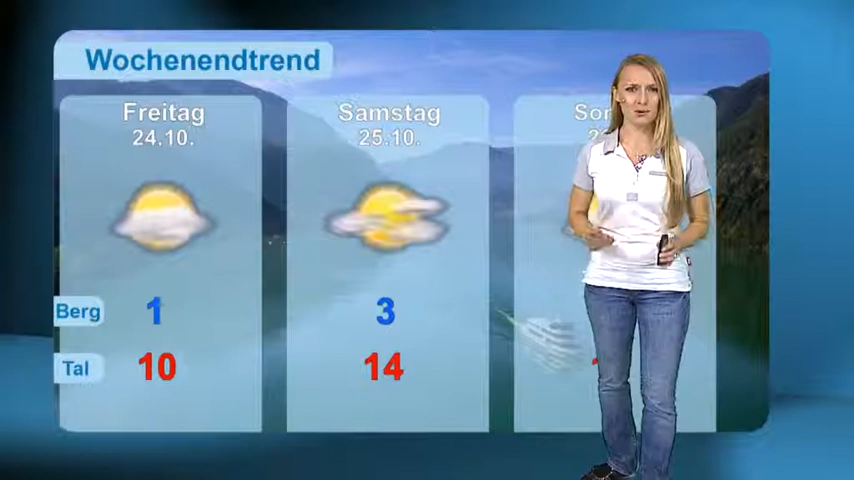 Wochenendtrend
Freitag
24.10.
Samstag
25.10.
Berg
1
3
Tal
10
14